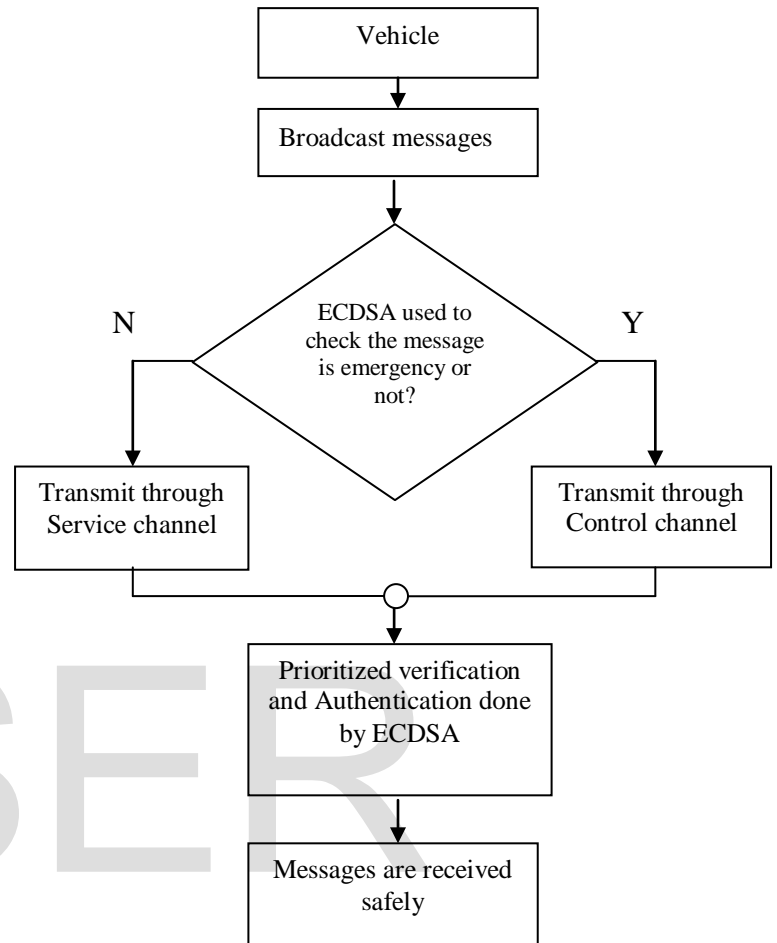 Vehicle
Broadcast messages
ECDSA used to
check the message
is emergency or
not?
N
Y
Transmit through
Service channel
Transmit through
Control channel
Prioritized verification
and Authentication done
by ECDSA
Messages are received
safely
SER